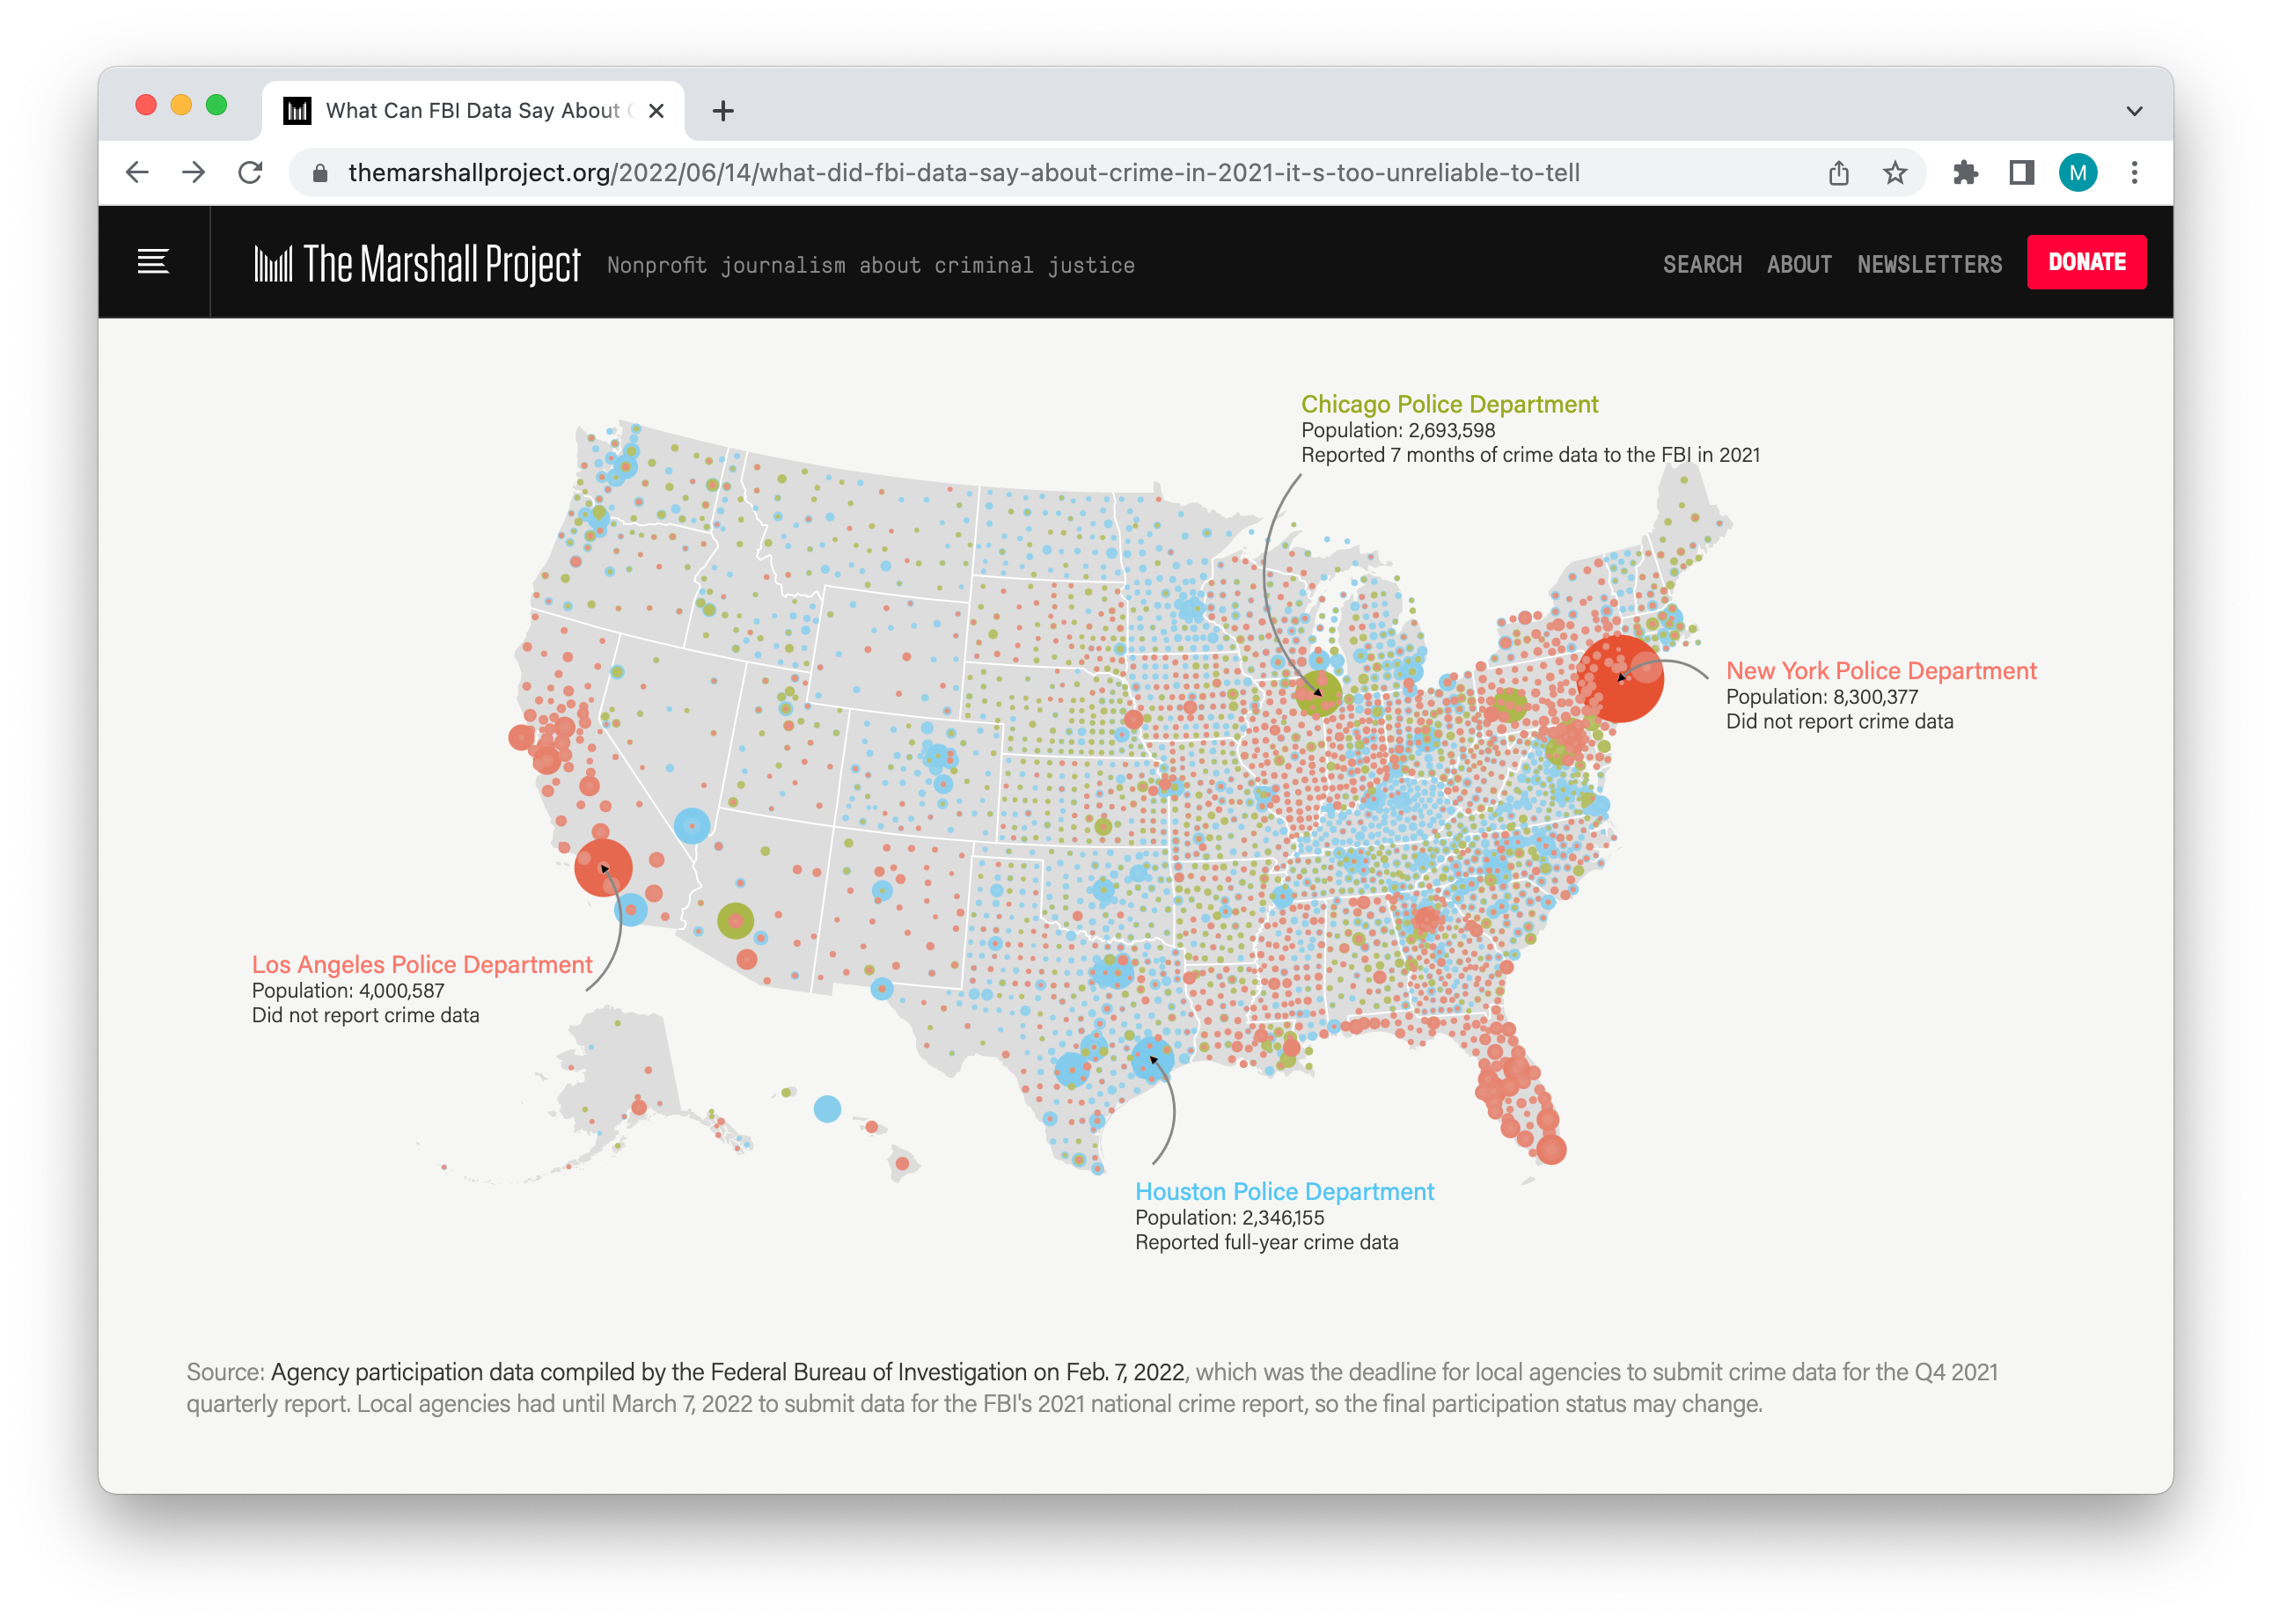 What Can FBI Data Say About
themarshallproject.org/2022/06/14/what-did-fbi-data-say-about-crime-in-2021-it-s-too-unreliable-to-tell
M
The Marshall Project
Nonprofit journalism about criminal justice
SEARCH
ABOUT
NEWSLETTERS
DONATE
Chicago Police Department
Population: 2,693,598
Reported 7 months of crime data to the FBI in 2021
New York Police Department
Population: 8,300,377
Did not report crime data
Los Angeles Police Department
Population: 4,000,587
Did not report crime data
Houston Police Department
Population: 2,346,155
Reported full-year crime data
Source: Agency participation data compiled by the Federal Bureau of Investigation on Feb. 7, 2022, which was the deadline for local agencies to submit crime data for the Q4 2021
quarterly report. Local agencies had until March 7, 2022 to submit data for the FBI's 2021 national crime report, so the final participation status may change.